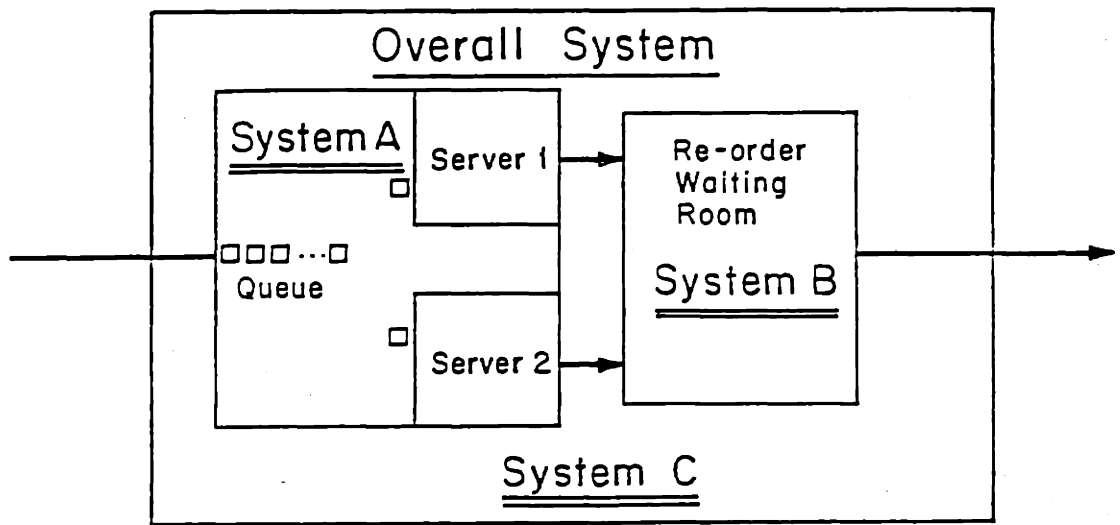 Overall System
System A
Server 1
Queue
Server 2
Re-order
Waiting
Room
System B
System C